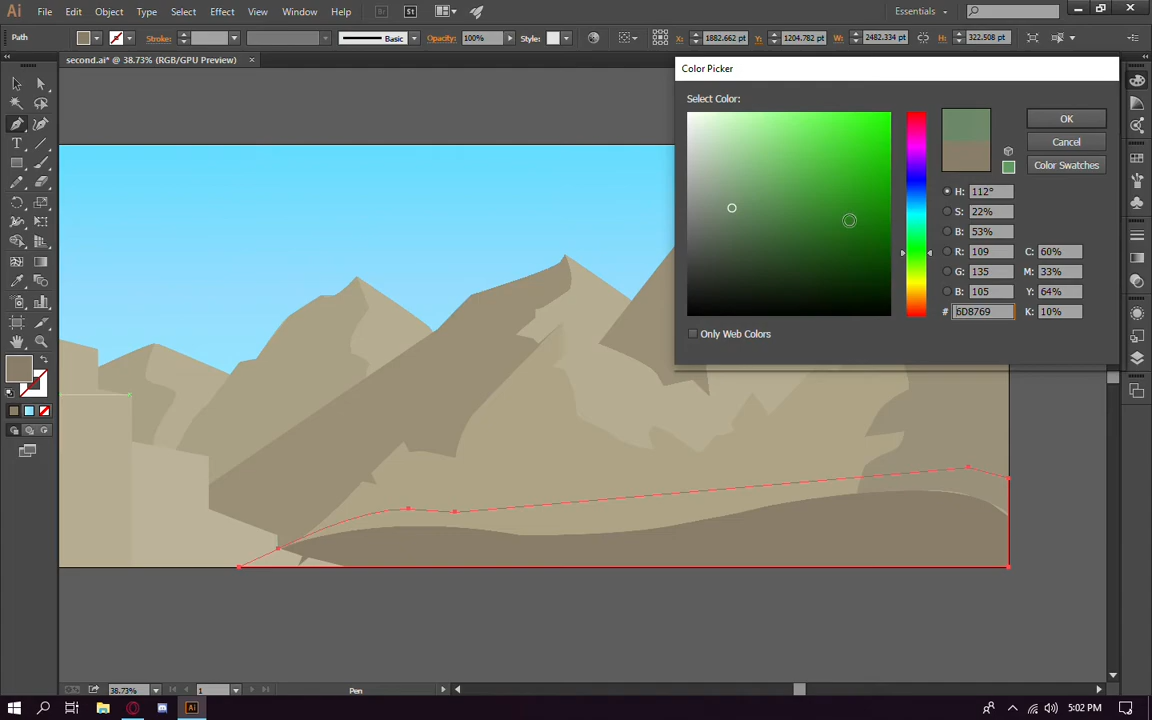 Ai File Edit Object Type Select Effect View Window Help Br St Essentials
Path Stroke: Basic Opacity: 100% Style: X: 1882.662 pt Y: 1204.782 pt W: 2482.334 pt H: 322.508 pt
second.ai* @ 38.73% (RGB/GPU Preview) ×
Color Picker
Select Color:
OK
Cancel
Color Swatches
H: 112°
S: 22%
B: 53%
R: 109 C: 60%
G: 135 M: 33%
B: 105 Y: 64%
# 6D8769 K: 10%
Only Web Colors
38.73% 1 Pen
Ai 5:02 PM